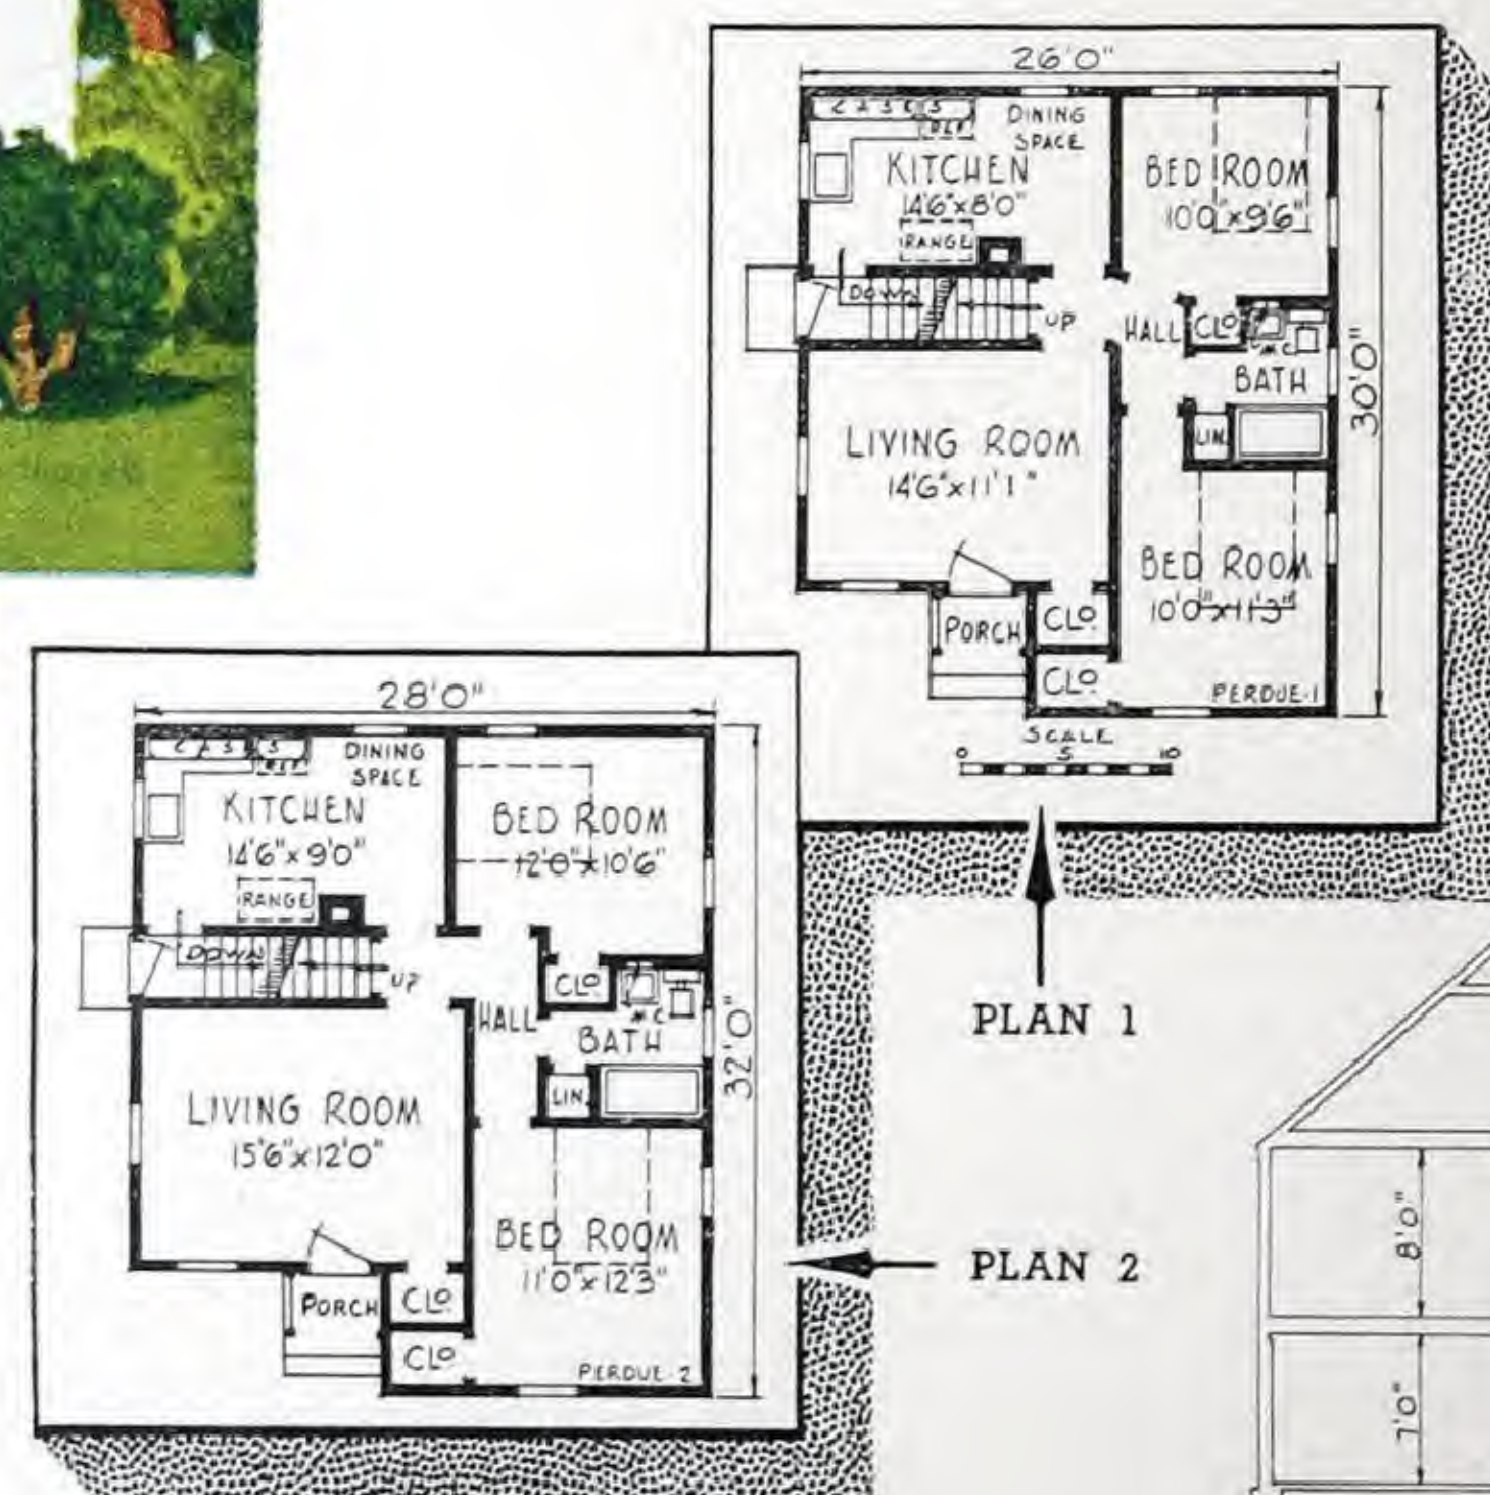 26'0"
CASES
REF.
DINING
SPACE
KITCHEN
14'6"x8'0"
RANGE
BED ROOM
10'0"x9'6"
DOWN
UP
HALL
CLO.
M.C.
BATH
30'0"
LIVING ROOM
14'6"x11'1"
LIN.
BED ROOM
10'0"x11'3"
PORCH
CLO.
CLO.
PERDUE-1
SCALE
0 5 10
PLAN 1
28'0"
CASES
REF.
DINING
SPACE
KITCHEN
14'6"x9'0"
RANGE
BED ROOM
12'0"x10'6"
DOWN
UP
HALL
CLO.
M.C.
BATH
32'0"
LIVING ROOM
15'6"x12'0"
LIN.
BED ROOM
11'0"x12'3"
PORCH
CLO.
CLO.
PERDUE-2
PLAN 2
8'0"
7'0"